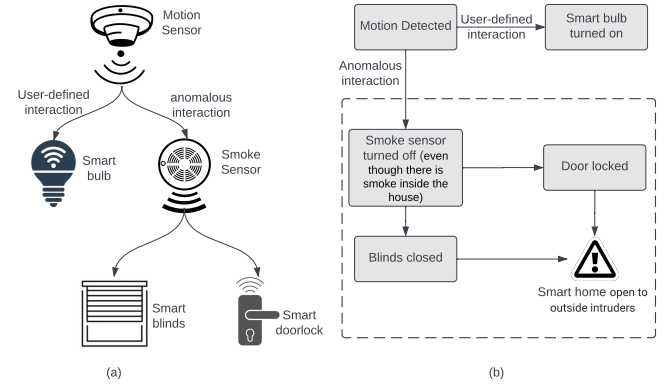 Motion
Sensor
User-defined
interaction
anomalous
interaction
Smart
bulb
Smoke
Sensor
Smart
blinds
Smart
doorlock
(a)
Motion Detected
User-defined
interaction
Smart bulb
turned on
Anomalous
interaction
Smoke sensor
turned off (even
though there is
smoke inside the
house)
Door locked
Blinds closed
Smart home open to
outside intruders
(b)